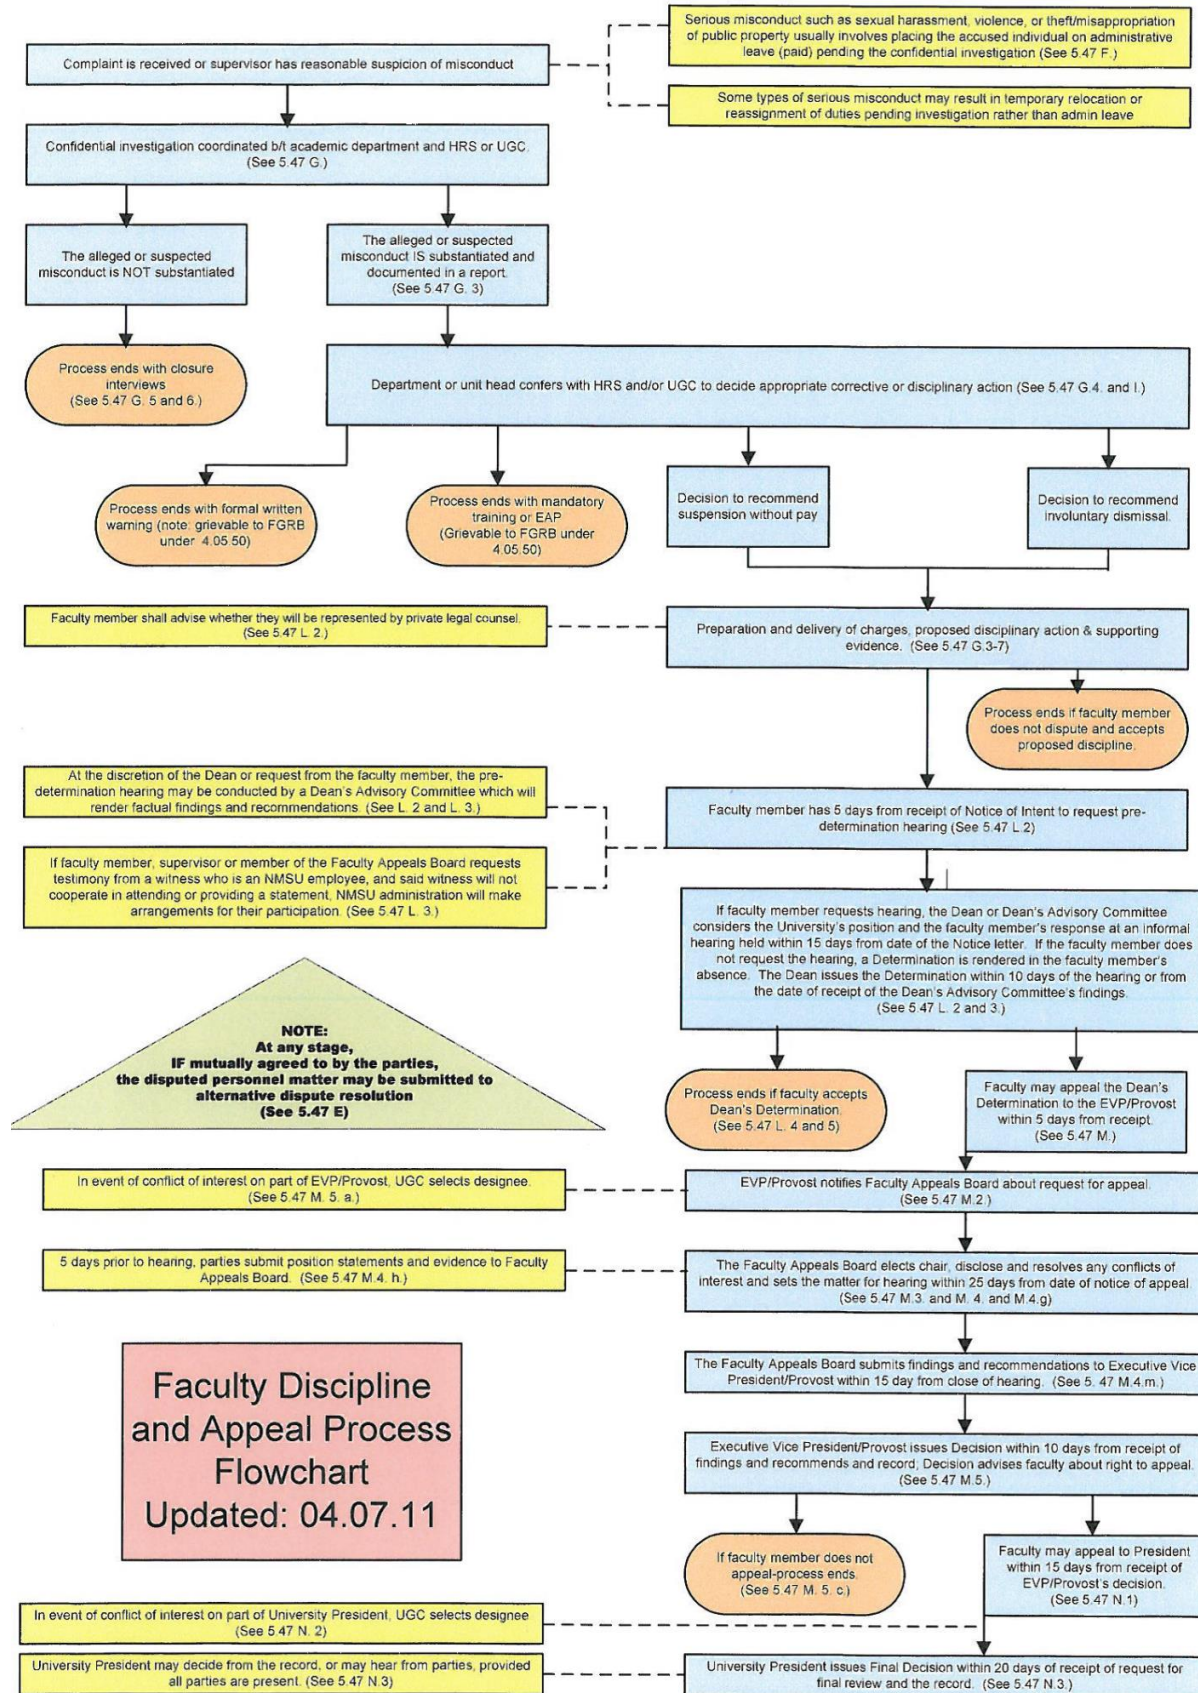 Serious misconduct such as sexual harassment, violence, or theft/misappropriation
of public property usually involves placing the accused individual on administrative
leave (paid) pending the confidential investigation (See 5.47 F.)
Complaint is received or supervisor has reasonable suspicion of misconduct
Some types of serious misconduct may result in temporary relocation or
reassignment of duties pending investigation rather than admin leave
Confidential investigation coordinated b/t academic department and HRS or UGC.
(See 5.47 G.)
The alleged or suspected
misconduct is NOT substantiated
The alleged or suspected
misconduct IS substantiated and
documented in a report.
(See 5.47 G. 3)
Process ends with closure
interviews
(See 5.47 G. 5 and 6.)
Department or unit head confers with HRS and/or UGC to decide appropriate corrective or disciplinary action (See 5.47 G.4. and I.)
Process ends with formal written
warning (note: grievable to FGRB
under 4.05.50)
Process ends with mandatory
training or EAP
(Grievable to FGRB under
4.05.50)
Decision to recommend
suspension without pay
Decision to recommend
involuntary dismissal.
Faculty member shall advise whether they will be represented by private legal counsel.
(See 5.47 L. 2.)
Preparation and delivery of charges, proposed disciplinary action & supporting
evidence. (See 5.47 G.3-7)
Process ends if faculty member
does not dispute and accepts
proposed discipline.
At the discretion of the Dean or request from the faculty member, the pre-
determination hearing may be conducted by a Dean's Advisory Committee which will
render factual findings and recommendations. (See L. 2 and L. 3.)
Faculty member has 5 days from receipt of Notice of Intent to request pre-
determination hearing (See 5.47 L.2)
If faculty member, supervisor or member of the Faculty Appeals Board requests
testimony from a witness who is an NMSU employee, and said witness will not
cooperate in attending or providing a statement, NMSU administration will make
arrangements for their participation. (See 5.47 L. 3.)
If faculty member requests hearing, the Dean or Dean's Advisory Committee
considers the University's position and the faculty member's response at an informal
hearing held within 15 days from date of the Notice letter. If the faculty member does
not request the hearing, a Determination is rendered in the faculty member's
absence. The Dean issues the Determination within 10 days of the hearing or from
the date of receipt of the Dean's Advisory Committee's findings.
(See 5.47 L. 2 and 3.)
NOTE:
At any stage,
IF mutually agreed to by the parties,
the disputed personnel matter may be submitted to
alternative dispute resolution
(See 5.47 E)
Process ends if faculty accepts
Dean's Determination.
(See 5.47 L. 4 and 5)
Faculty may appeal the Dean's
Determination to the EVP/Provost
within 5 days from receipt.
(See 5.47 M.)
In event of conflict of interest on part of EVP/Provost, UGC selects designee.
(See 5.47 M. 5. a.)
EVP/Provost notifies Faculty Appeals Board about request for appeal.
(See 5.47 M.2.)
5 days prior to hearing, parties submit position statements and evidence to Faculty
Appeals Board. (See 5.47 M.4. h.)
The Faculty Appeals Board elects chair, disclose and resolves any conflicts of
interest and sets the matter for hearing within 25 days from date of notice of appeal.
(See 5.47 M.3. and M. 4. and M.4.g)
The Faculty Appeals Board submits findings and recommendations to Executive Vice
President/Provost within 15 day from close of hearing. (See 5. 47 M.4.m.)
Faculty Discipline
and Appeal Process
Flowchart
Updated: 04.07.11
Executive Vice President/Provost issues Decision within 10 days from receipt of
findings and recommends and record; Decision advises faculty about right to appeal.
(See 5.47 M.5.)
If faculty member does not
appeal-process ends.
(See 5.47 M. 5. c.)
Faculty may appeal to President
within 15 days from receipt of
EVP/Provost's decision.
(See 5.47 N.1)
In event of conflict of interest on part of University President, UGC selects designee
(See 5.47 N. 2)
University President may decide from the record, or may hear from parties, provided
all parties are present. (See 5.47 N.3)
University President issues Final Decision within 20 days of receipt of request for
final review and the record. (See 5.47 N.3.)